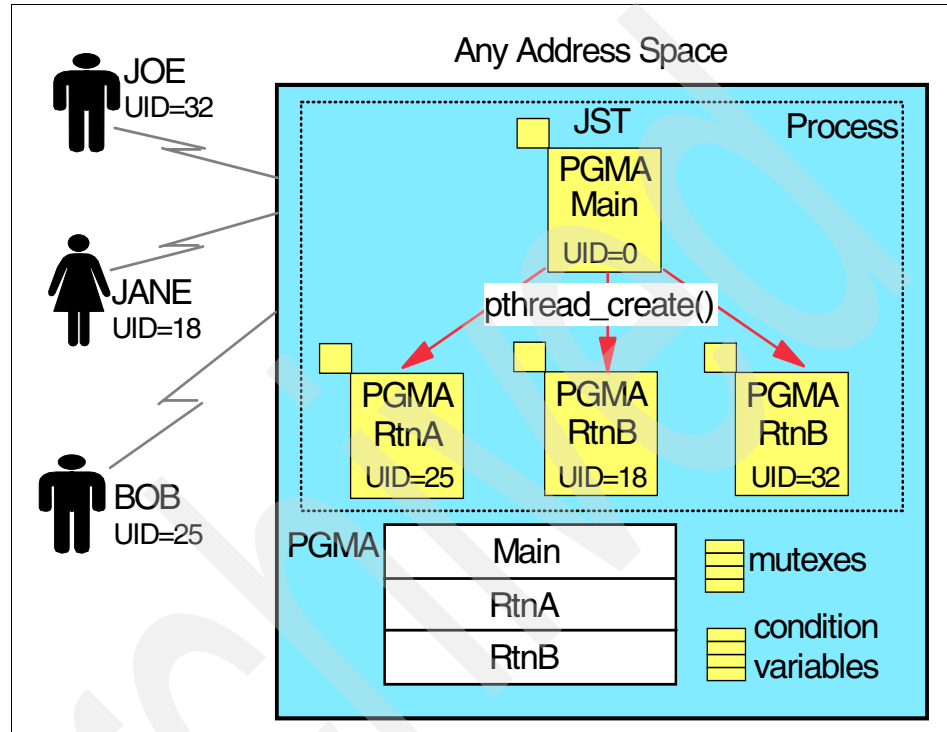 Any Address Space
JOE
UID=32
JANE
UID=18
BOB
UID=25
JST
Process
PGMA
Main
UID=0
pthread_create()
PGMA
RtnA
UID=25
PGMA
RtnB
UID=18
PGMA
RtnB
UID=32
PGMA
Main
RtnA
RtnB
mutexes
condition
variables